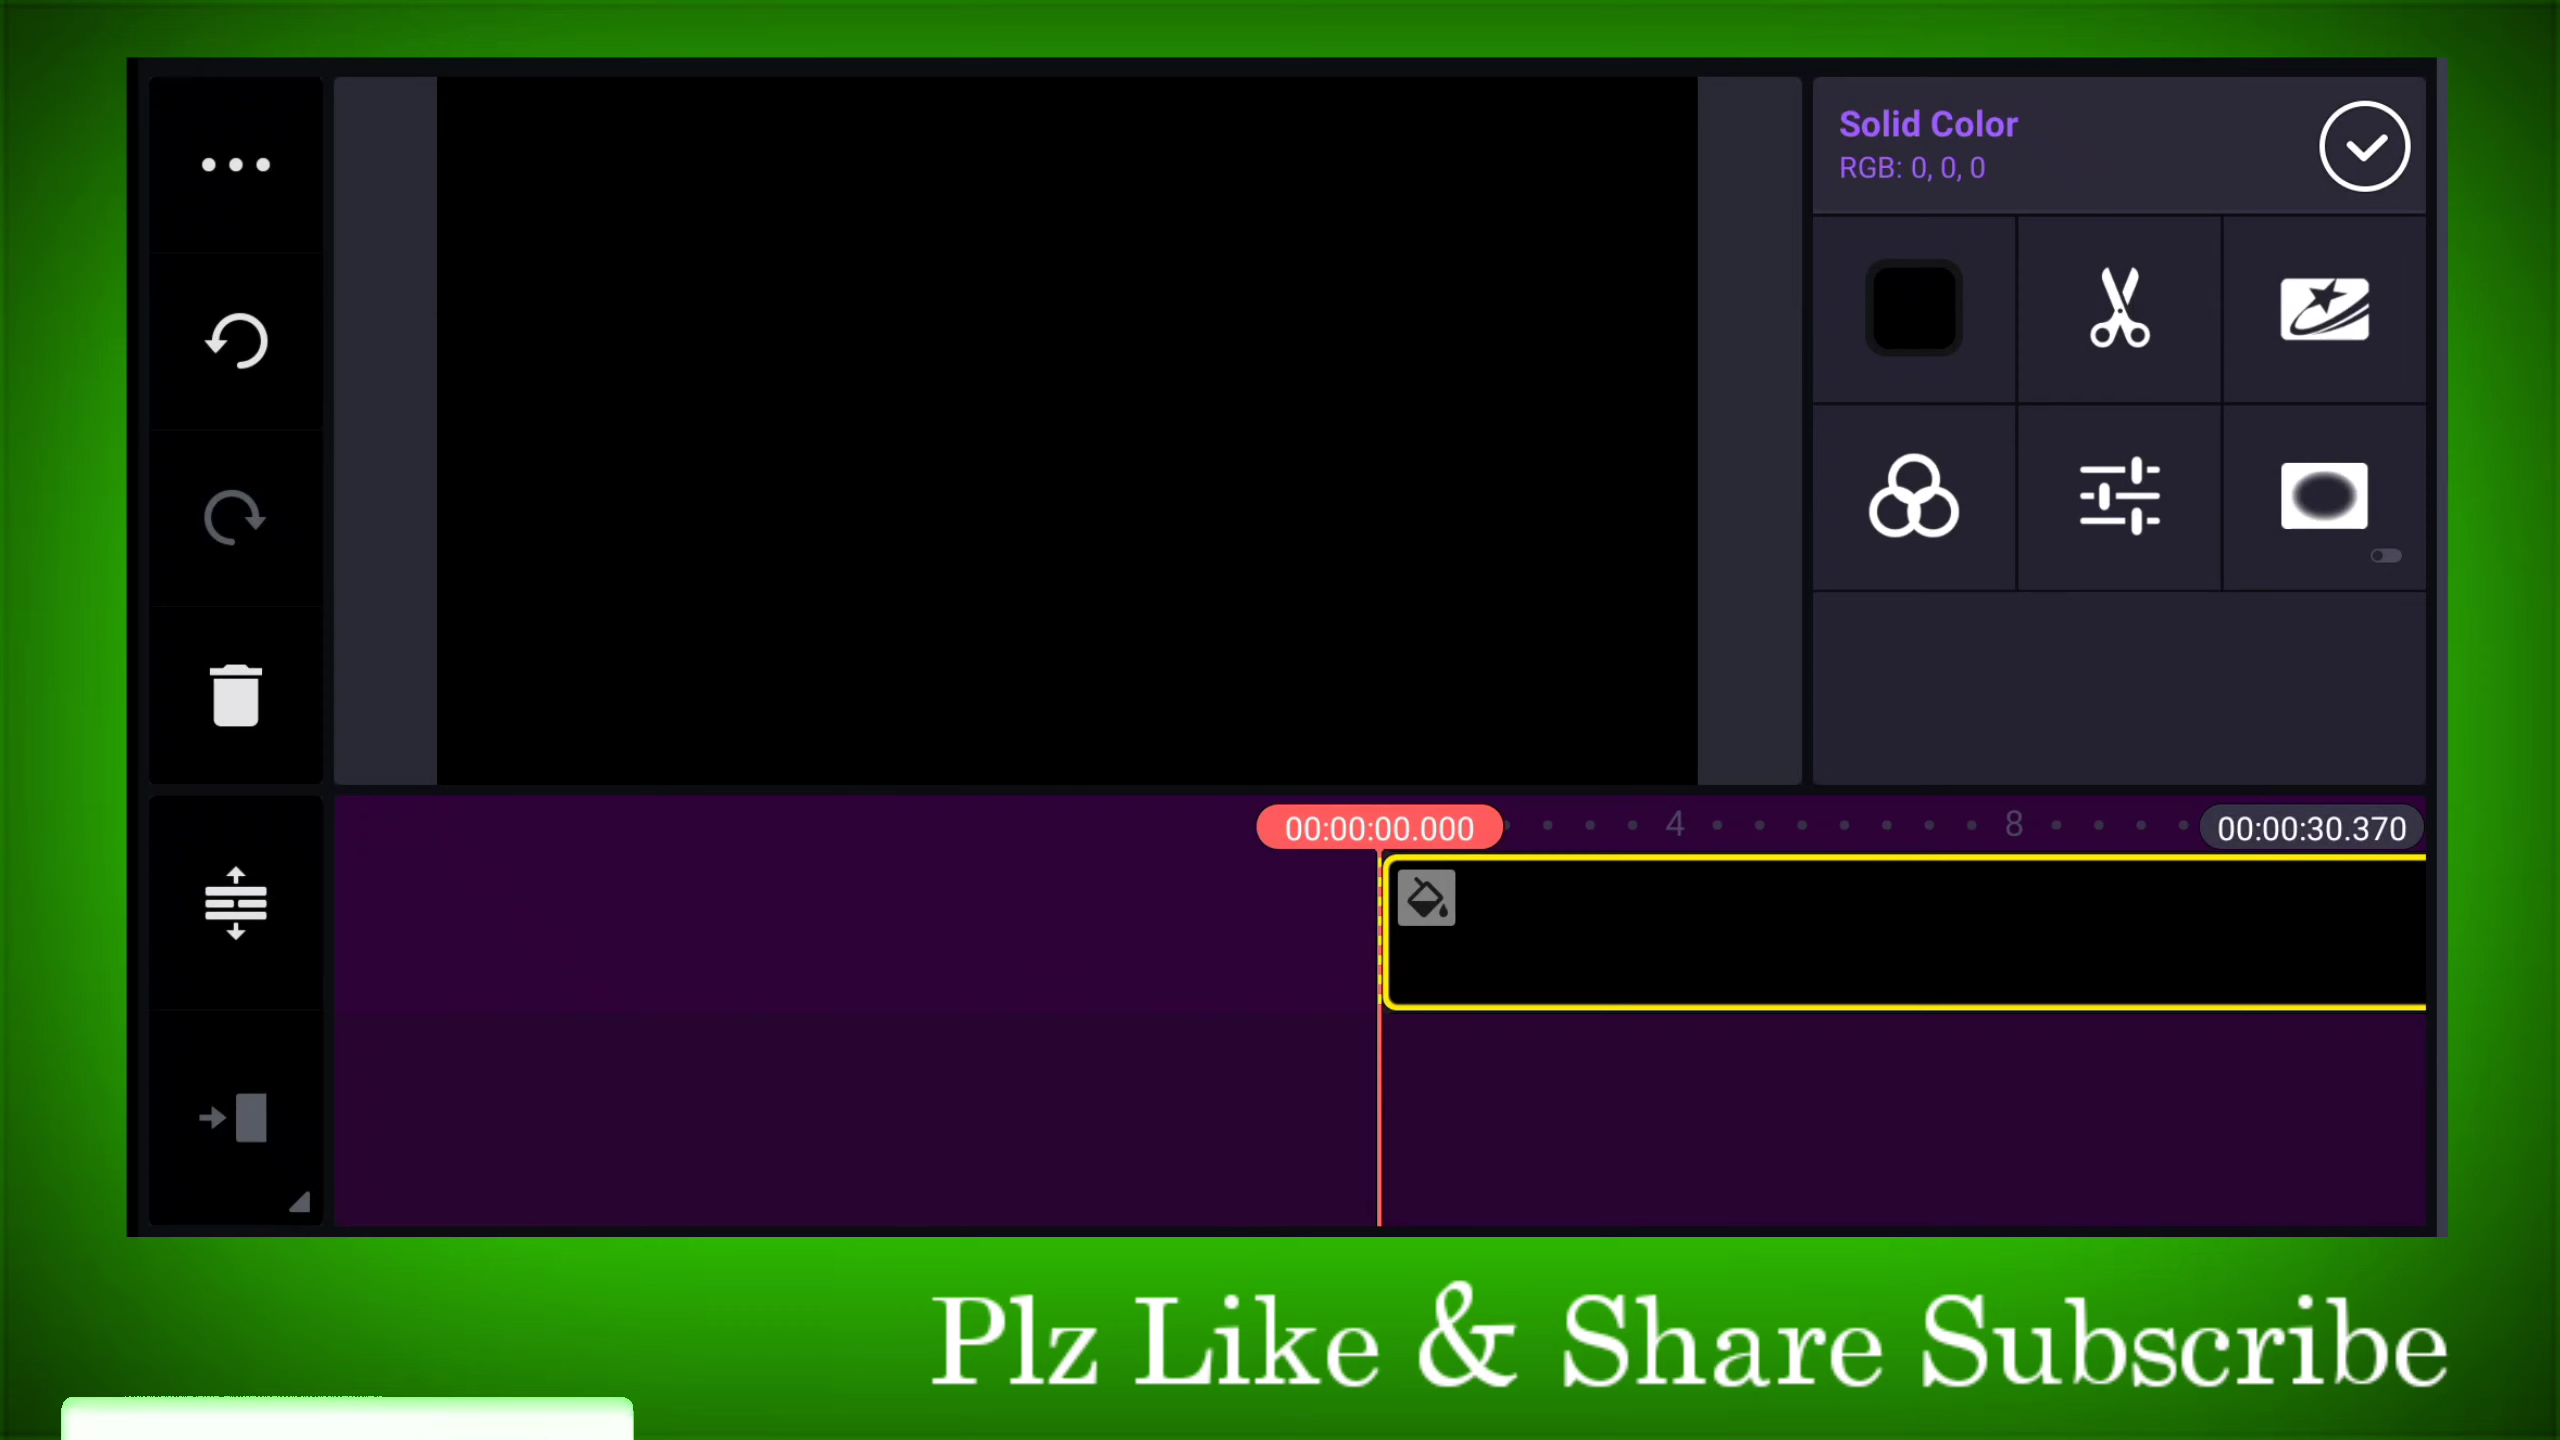 Solid Color
RGB: 0, 0, 0
00:00:00.000
4
8
00:00:30.370
Plz Like & Share Subscribe